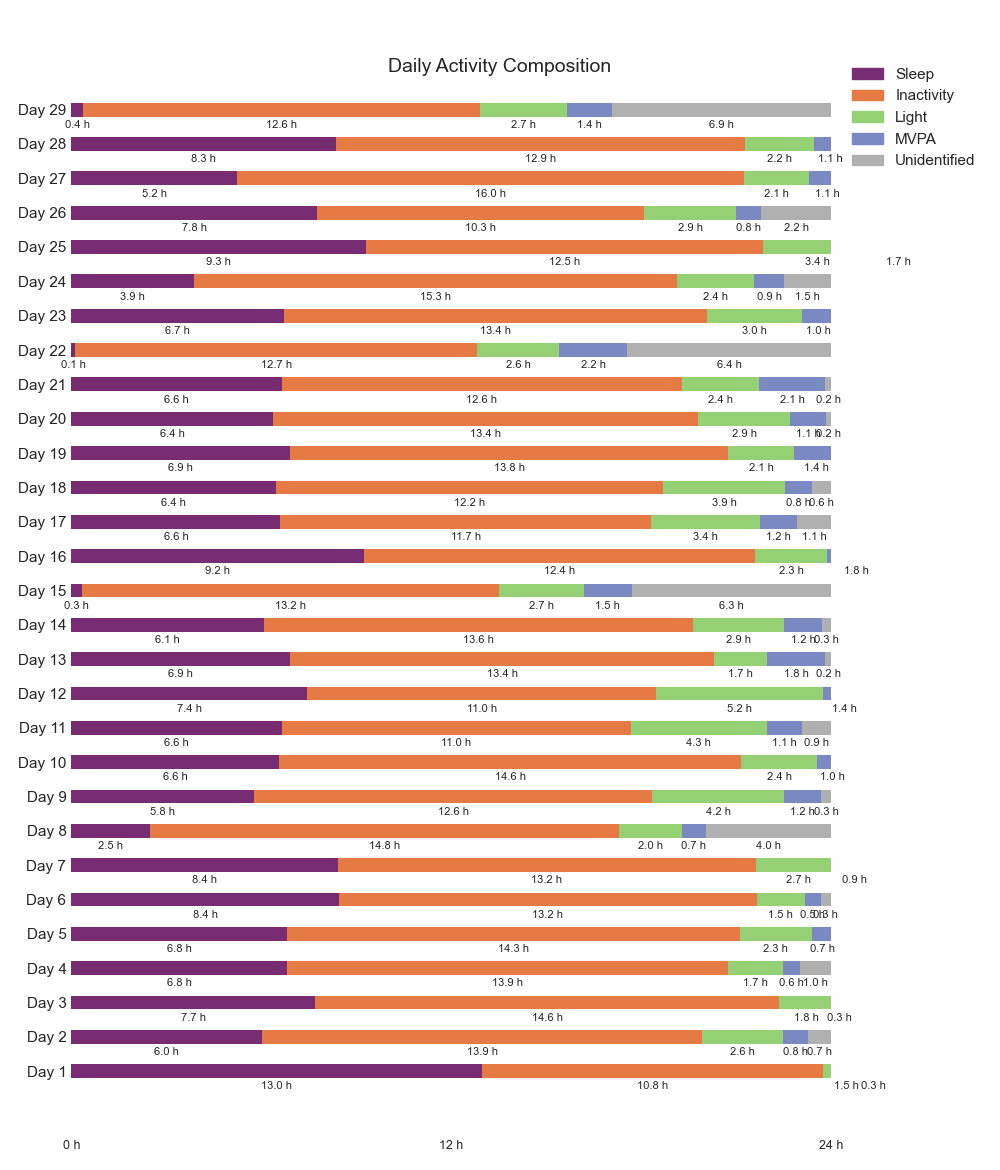 Daily Activity Composition
Sleep
Inactivity
Light
MVPA
Unidentified
Day 29
0.4 h 12.6 h 2.7 h 1.4 h 6.9 h
Day 28
8.3 h 12.9 h 2.2 h 1.1 h
Day 27
5.2 h 16.0 h 2.1 h 1.1 h
Day 26
7.8 h 10.3 h 2.9 h 0.8 h 2.2 h
Day 25
9.3 h 12.5 h 3.4 h 1.7 h
Day 24
3.9 h 15.3 h 2.4 h 0.9 h 1.5 h
Day 23
6.7 h 13.4 h 3.0 h 1.0 h
Day 22
0.1 h 12.7 h 2.6 h 2.2 h 6.4 h
Day 21
6.6 h 12.6 h 2.4 h 2.1 h 0.2 h
Day 20
6.4 h 13.4 h 2.9 h 1.1 h 0.2 h
Day 19
6.9 h 13.8 h 2.1 h 1.4 h
Day 18
6.4 h 12.2 h 3.9 h 0.8 h 0.6 h
Day 17
6.6 h 11.7 h 3.4 h 1.2 h 1.1 h
Day 16
9.2 h 12.4 h 2.3 h 1.8 h
Day 15
0.3 h 13.2 h 2.7 h 1.5 h 6.3 h
Day 14
6.1 h 13.6 h 2.9 h 1.2 h 0.3 h
Day 13
6.9 h 13.4 h 1.7 h 1.8 h 0.2 h
Day 12
7.4 h 11.0 h 5.2 h 1.4 h
Day 11
6.6 h 11.0 h 4.3 h 1.1 h 0.9 h
Day 10
6.6 h 14.6 h 2.4 h 1.0 h
Day 9
5.8 h 12.6 h 4.2 h 1.2 h 0.3 h
Day 8
2.5 h 14.8 h 2.0 h 0.7 h 4.0 h
Day 7
8.4 h 13.2 h 2.7 h 0.9 h
Day 6
8.4 h 13.2 h 1.5 h 0.5 h 0.3 h
Day 5
6.8 h 14.3 h 2.3 h 0.7 h
Day 4
6.8 h 13.9 h 1.7 h 0.6 h 1.0 h
Day 3
7.7 h 14.6 h 1.8 h 0.3 h
Day 2
6.0 h 13.9 h 2.6 h 0.8 h 0.7 h
Day 1
13.0 h 10.8 h 1.5 h 0.3 h
0 h 12 h 24 h